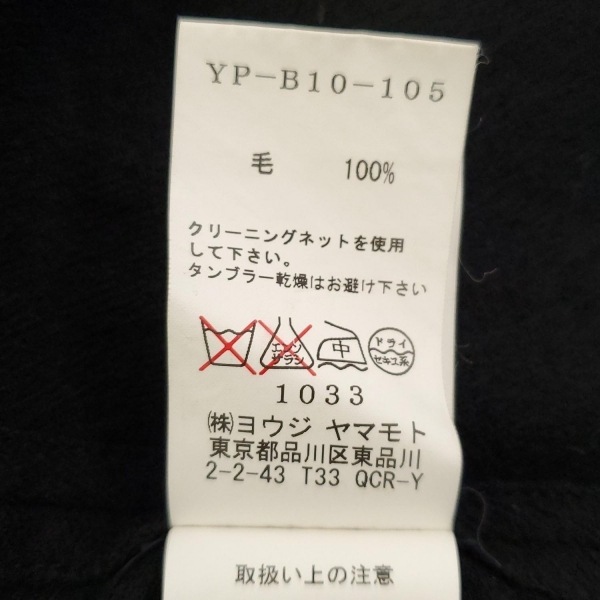 YP-B10-105
毛 100%
クリーニングネットを使用
して下さい。
タンブラー乾燥はお避け下さい
エンソ
サラシ
中
ドライ
セキユ系
1033
㈱ヨウジ ヤマモト
東京都品川区東品川
2-2-43 T33 QCR-Y
取扱い上の注意